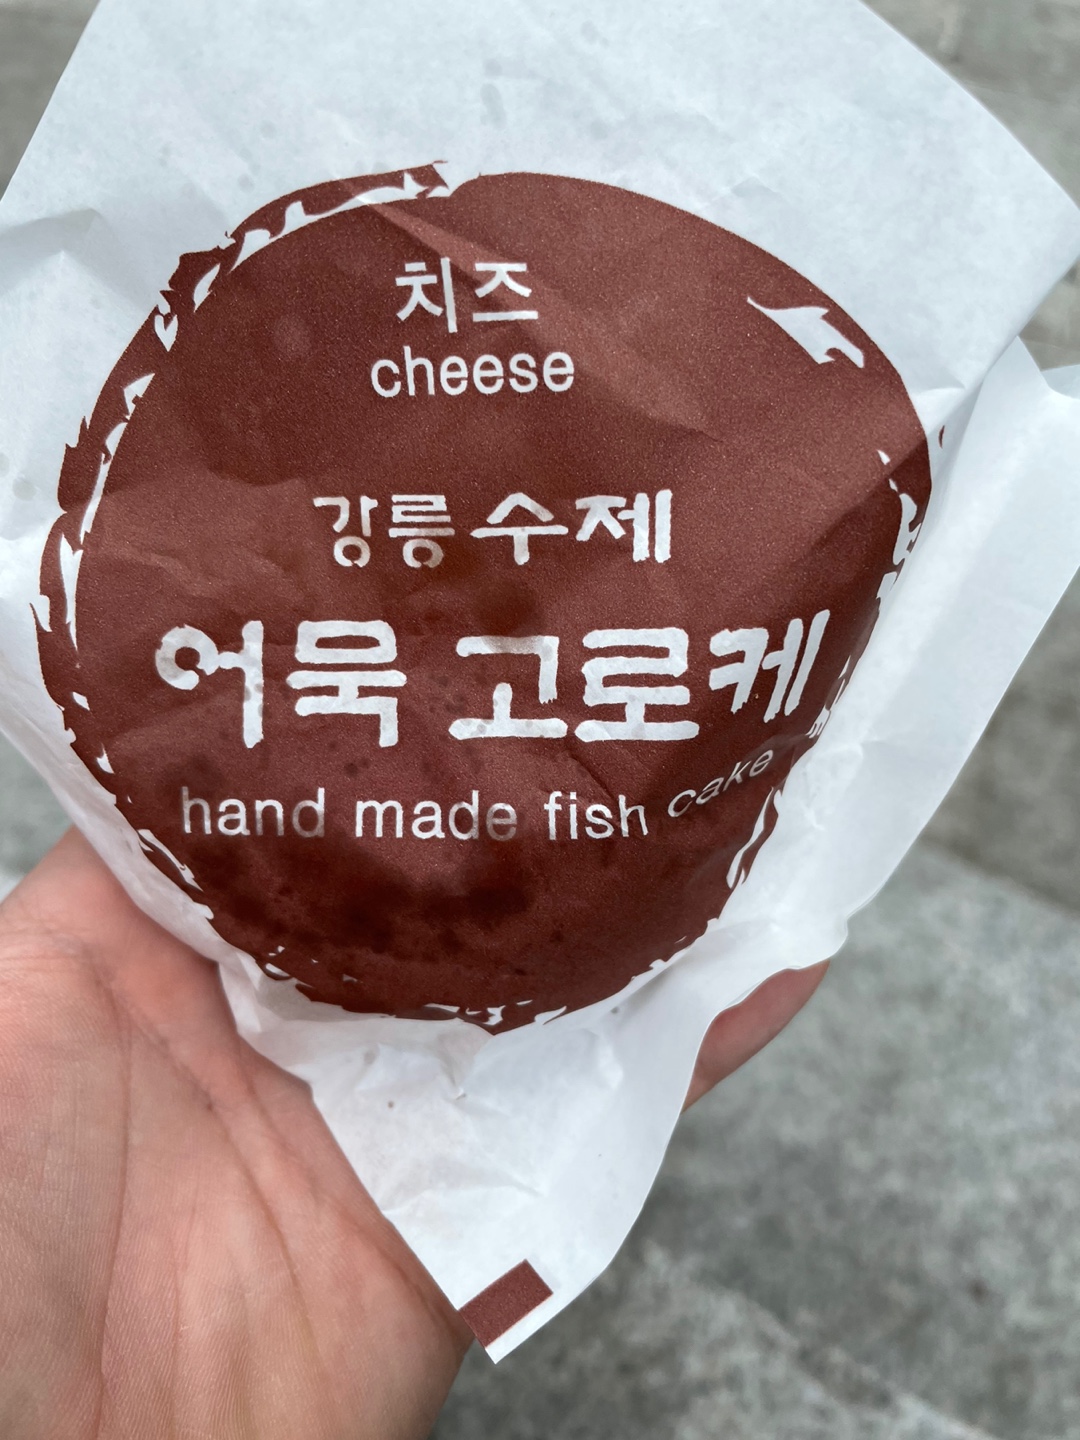 치즈
cheese
강릉 수제
어묵 고로케
hand made fish cake